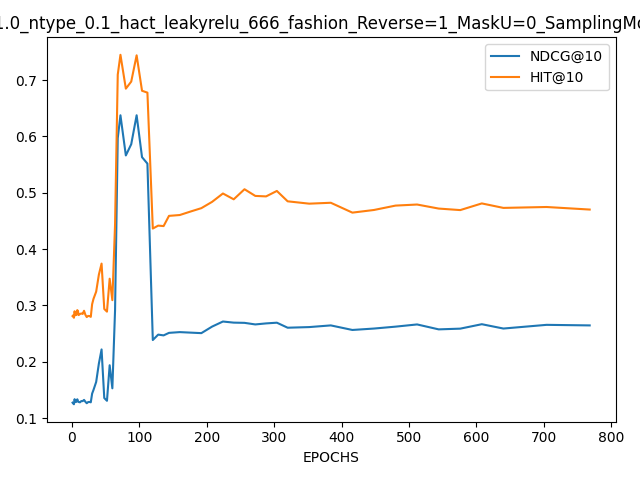 1.0_ntype_0.1_hact_leakyrelu_666_fashion_Reverse=1_MaskU=0_SamplingMo
NDCG@10
HIT@10
0.7
0.6
0.5
0.4
0.3
0.2
0.1
0 100 200 300 400 500 600 700 800
EPOCHS